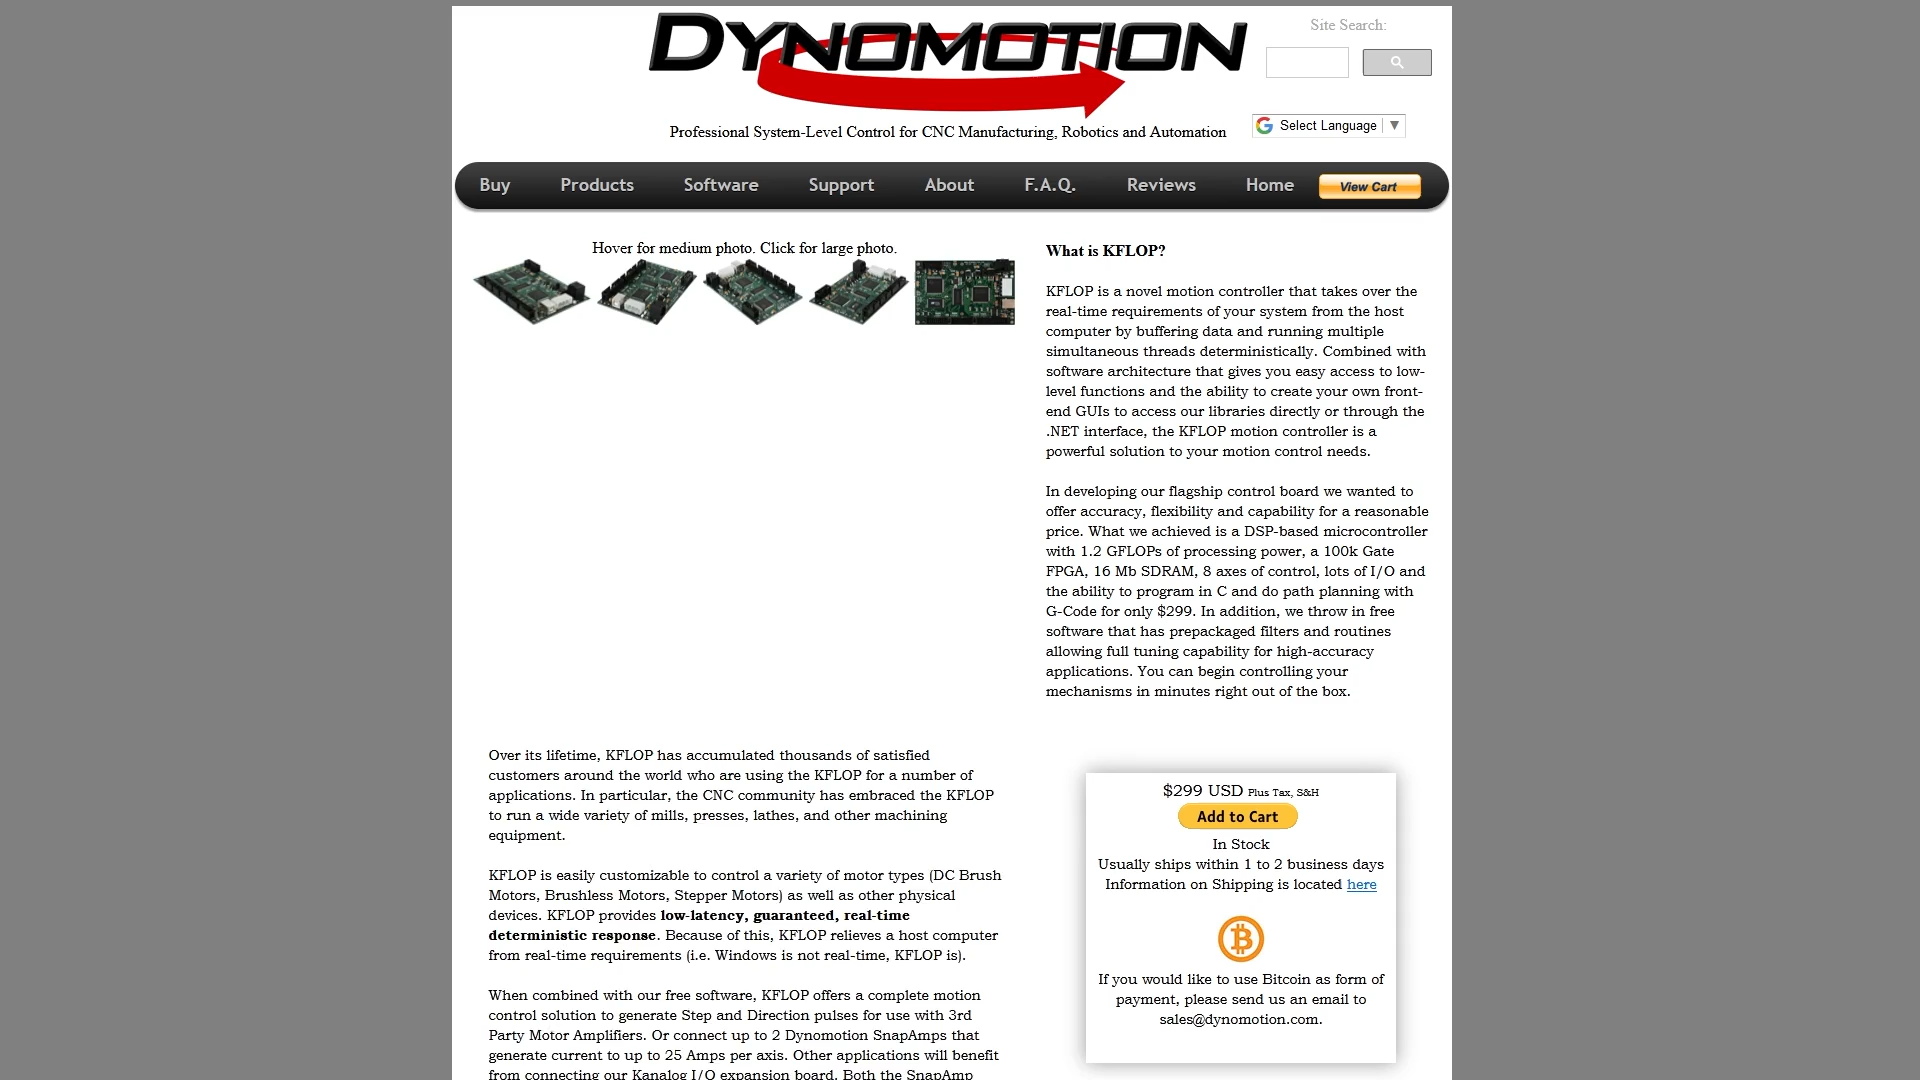 DYNOMOTION
Site Search:
Professional System-Level Control for CNC Manufacturing, Robotics and Automation
Select Language ▼
Buy
Products
Software
Support
About
F.A.Q.
Reviews
Home
View Cart
Hover for medium photo. Click for large photo.
What is KFLOP?
KFLOP is a novel motion controller that takes over the
real-time requirements of your system from the host
computer by buffering data and running multiple
simultaneous threads deterministically. Combined with
software architecture that gives you easy access to low-
level functions and the ability to create your own front-
end GUIs to access our libraries directly or through the
.NET interface, the KFLOP motion controller is a
powerful solution to your motion control needs.
In developing our flagship control board we wanted to
offer accuracy, flexibility and capability for a reasonable
price. What we achieved is a DSP-based microcontroller
with 1.2 GFLOPs of processing power, a 100k Gate
FPGA, 16 Mb SDRAM, 8 axes of control, lots of I/O and
the ability to program in C and do path planning with
G-Code for only $299. In addition, we throw in free
software that has prepackaged filters and routines
allowing full tuning capability for high-accuracy
applications. You can begin controlling your
mechanisms in minutes right out of the box.
Over its lifetime, KFLOP has accumulated thousands of satisfied
customers around the world who are using the KFLOP for a number of
applications. In particular, the CNC community has embraced the KFLOP
to run a wide variety of mills, presses, lathes, and other machining
equipment.
KFLOP is easily customizable to control a variety of motor types (DC Brush
Motors, Brushless Motors, Stepper Motors) as well as other physical
devices. KFLOP provides low-latency, guaranteed, real-time
deterministic response. Because of this, KFLOP relieves a host computer
from real-time requirements (i.e. Windows is not real-time, KFLOP is).
When combined with our free software, KFLOP offers a complete motion
control solution to generate Step and Direction pulses for use with 3rd
Party Motor Amplifiers. Or connect up to 2 Dynomotion SnapAmps that
generate current to up to 25 Amps per axis. Other applications will benefit
from connecting our Kanalog I/O expansion board. Both the SnapAmp
$299 USD Plus Tax, S&H
Add to Cart
In Stock
Usually ships within 1 to 2 business days
Information on Shipping is located here
If you would like to use Bitcoin as form of
payment, please send us an email to
sales@dynomotion.com.